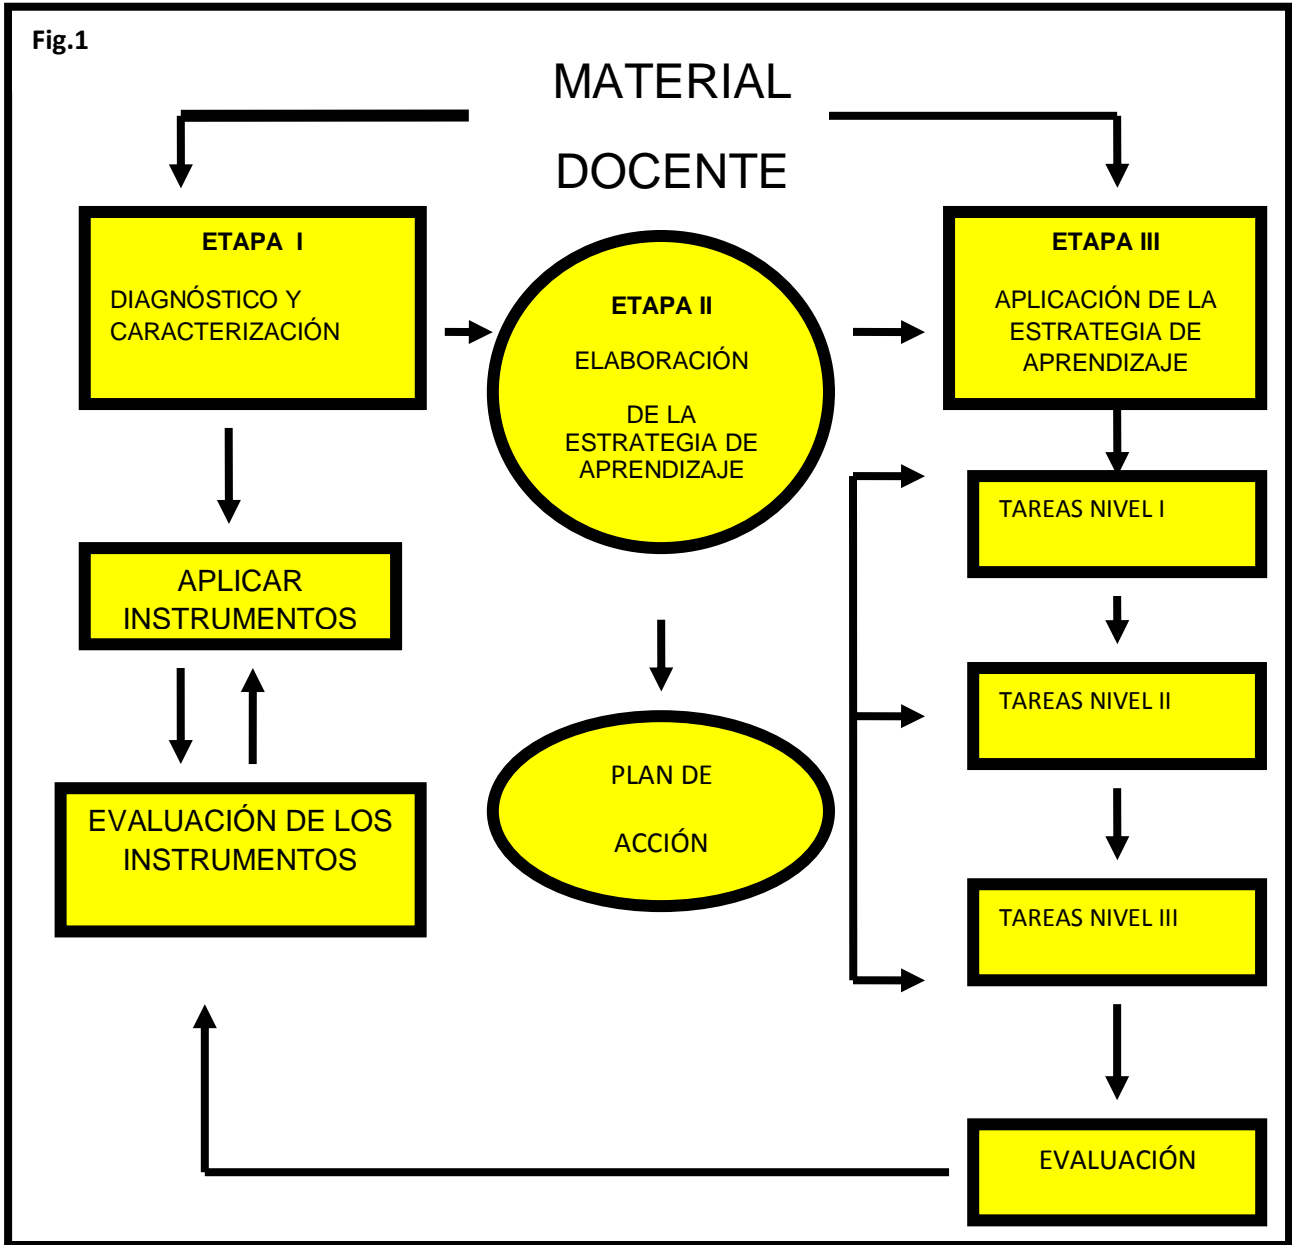 Fig.1
MATERIAL
DOCENTE
ETAPA I
DIAGNÓSTICO Y
CARACTERIZACIÓN
ETAPA II
ELABORACIÓN
DE LA
ESTRATEGIA DE
APRENDIZAJE
ETAPA III
APLICACIÓN DE LA
ESTRATEGIA DE
APRENDIZAJE
APLICAR
INSTRUMENTOS
EVALUACIÓN DE LOS
INSTRUMENTOS
PLAN DE
ACCIÓN
TAREAS NIVEL I
TAREAS NIVEL II
TAREAS NIVEL III
EVALUACIÓN